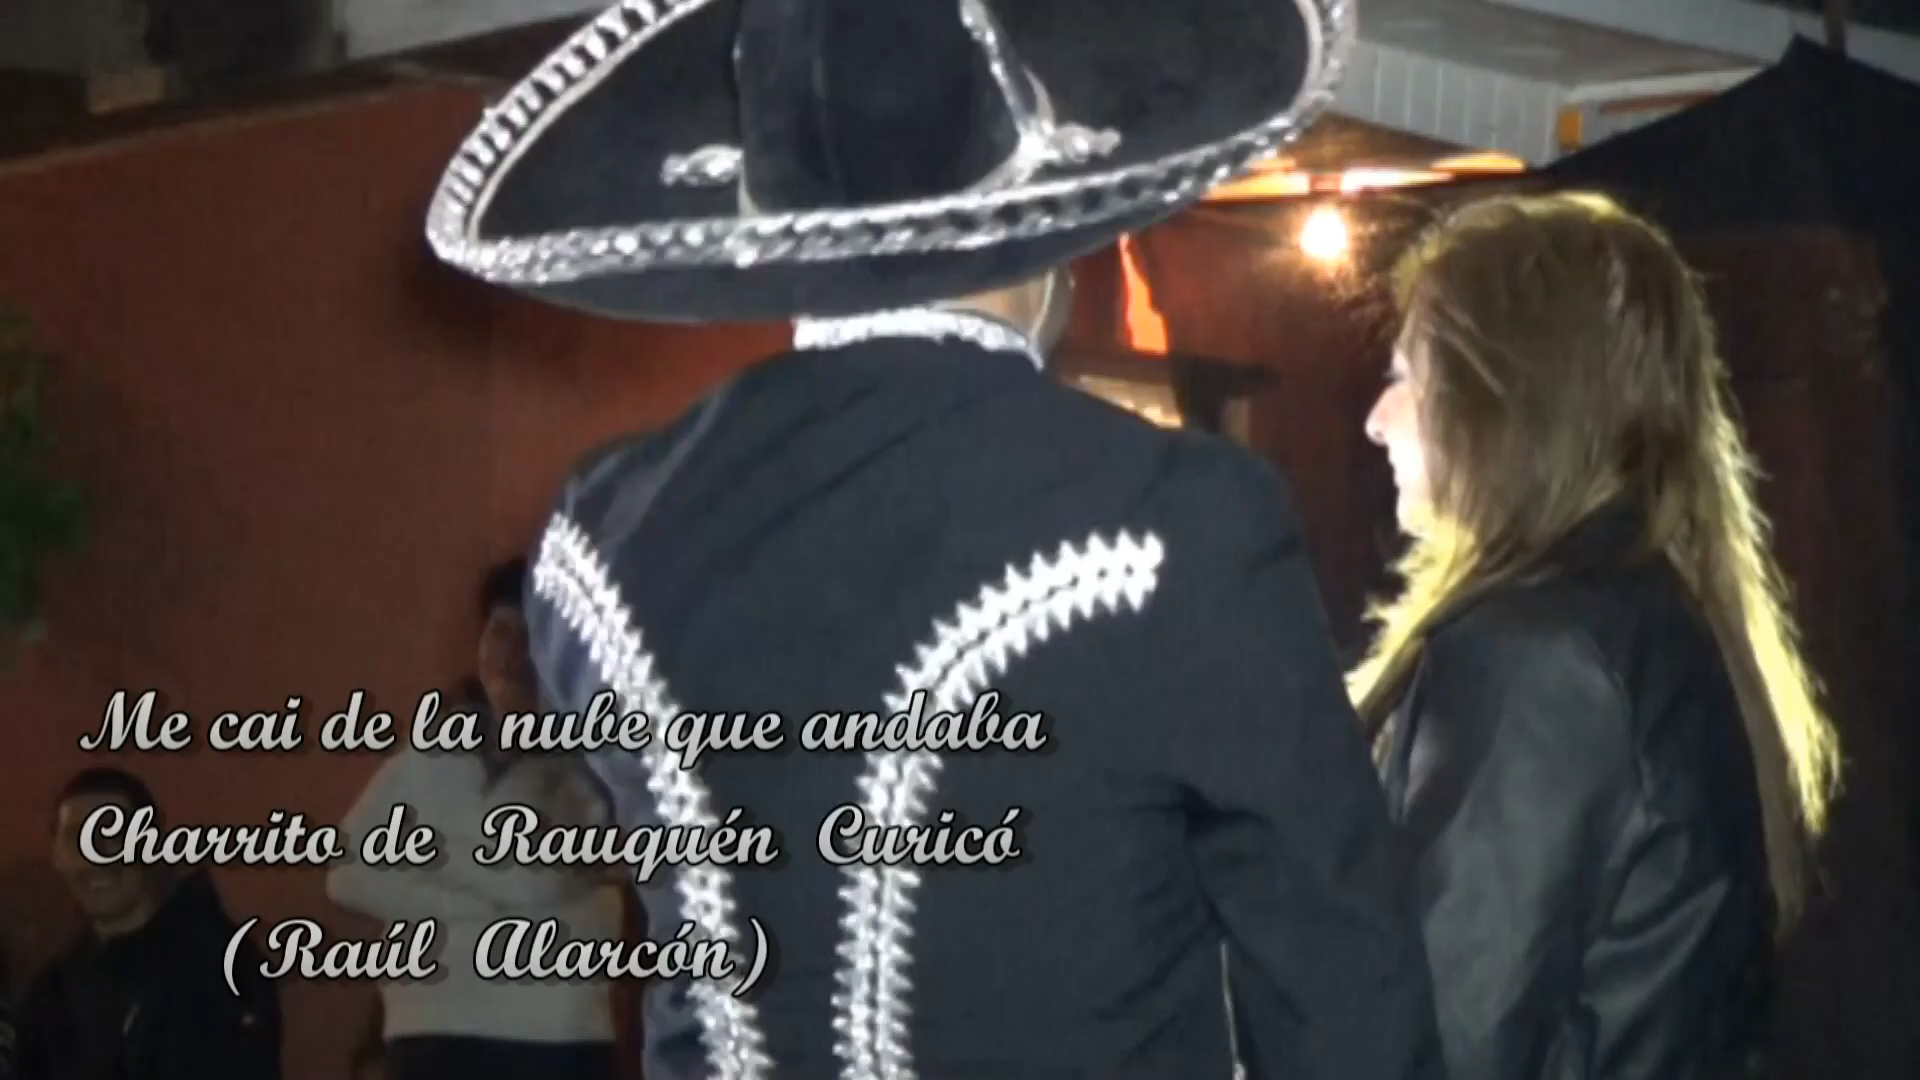 Me cai de la nube que andaba
Charrito de Rauquén Curicó
(Raúl Alarcón)